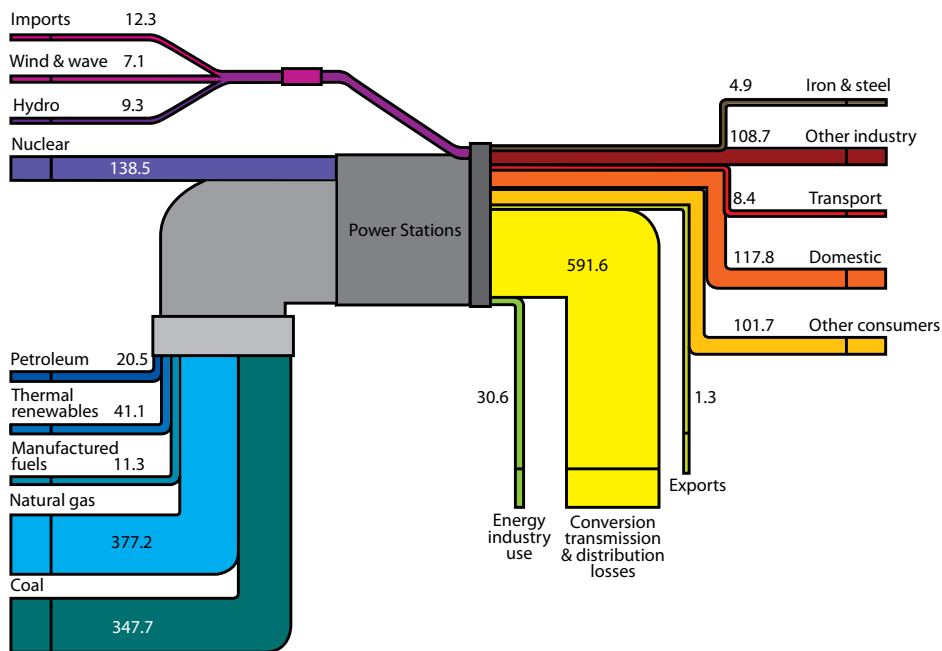 Imports 12.3
Wind & wave 7.1
Hydro 9.3
Nuclear
138.5
Power Stations
Petroleum 20.5
Thermal
renewables 41.1
Manufactured
fuels 11.3
Natural gas
377.2
Coal
347.7
4.9 Iron & steel
108.7 Other industry
8.4 Transport
591.6
117.8 Domestic
101.7 Other consumers
30.6
1.3
Exports
Energy
industry
use
Conversion
transmission
& distribution
losses